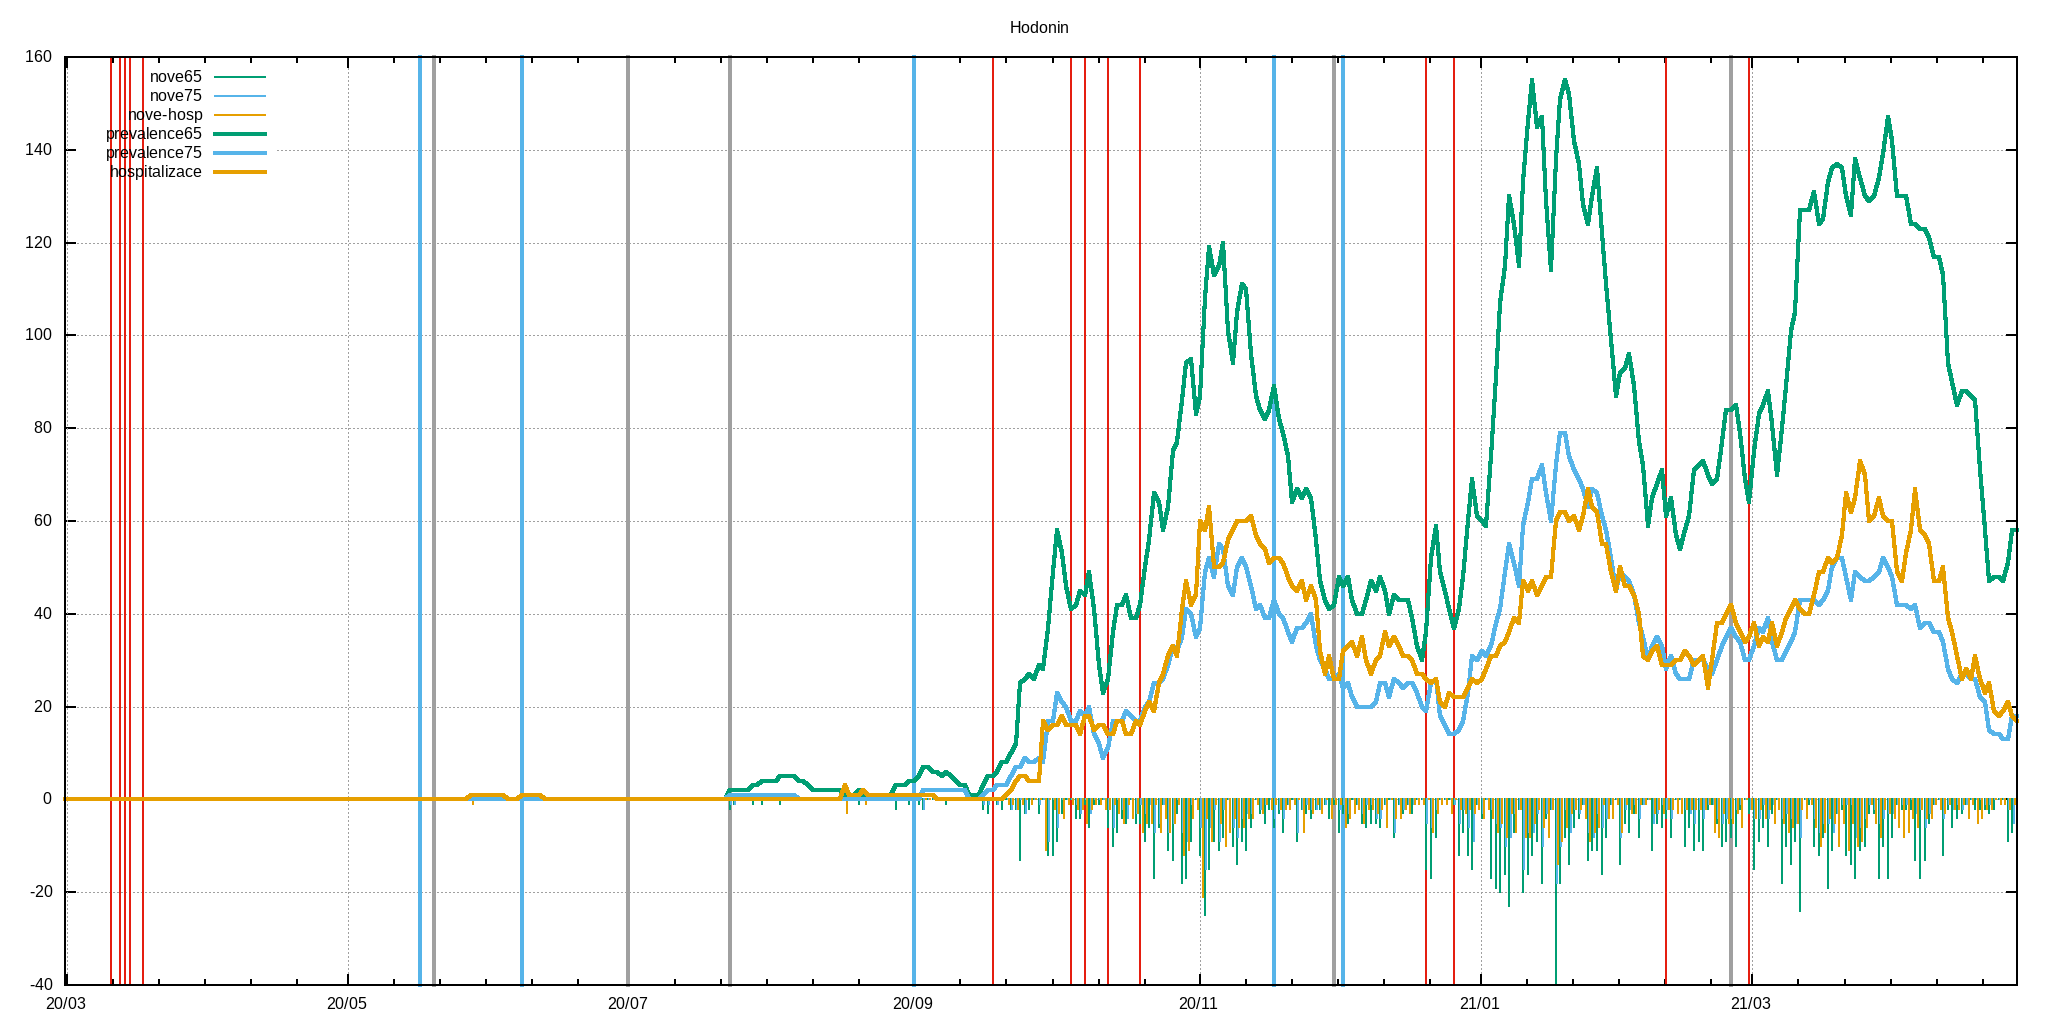 Hodonin
160
nove65
nove75
nove-hosp
prevalence65
prevalence75
hospitalizace
140
120
100
80
60
40
20
0
-20
-40
20/03 20/05 20/07 20/09 20/11 21/01 21/03